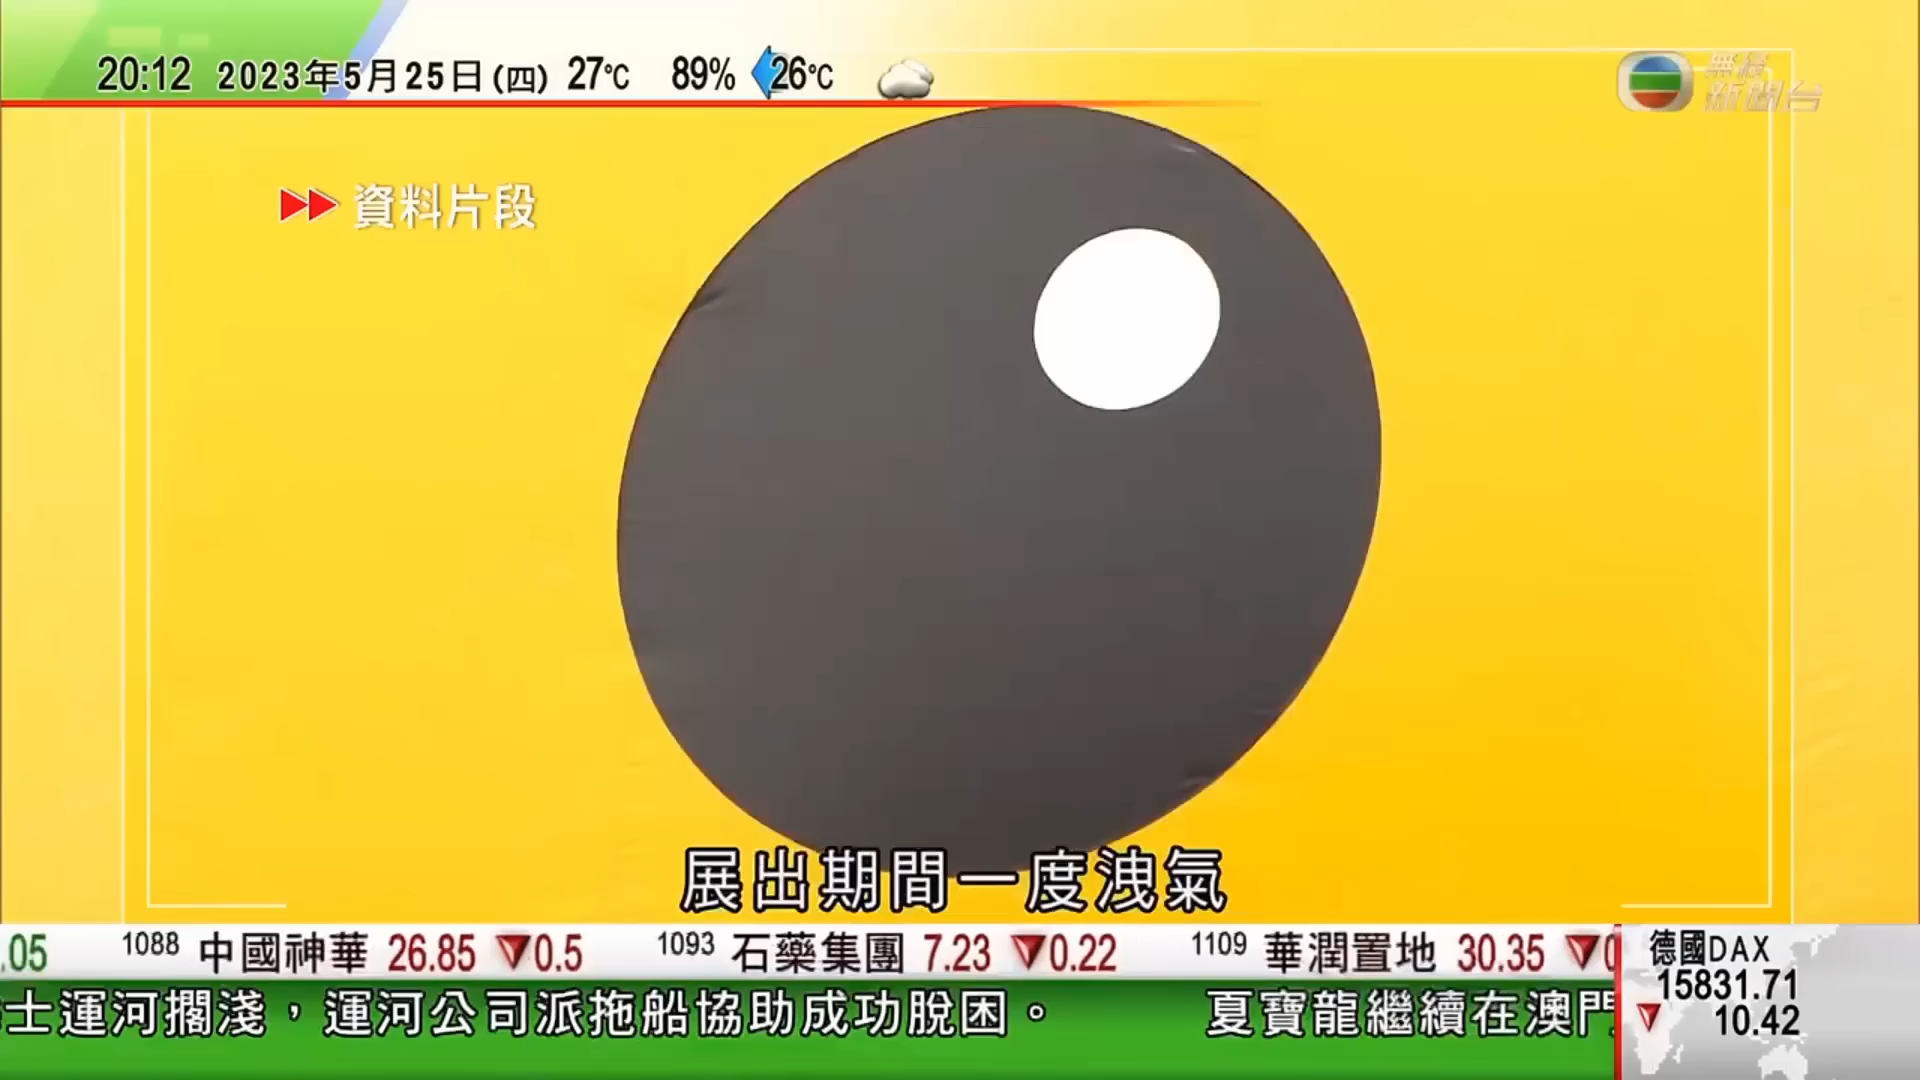 20:12 2023年5月25日(四) 27℃ 89% 26℃
無綫
新聞台
資料片段
展出期間一度洩氣
.05 1088 中國神華 26.85 ▼0.5 1093 石藥集團 7.23 ▼0.22 1109 華潤置地 30.35 ▼0
士運河擱淺，運河公司派拖船協助成功脫困。 夏寶龍繼續在澳門
德國DAX
15831.71
▼ 10.42